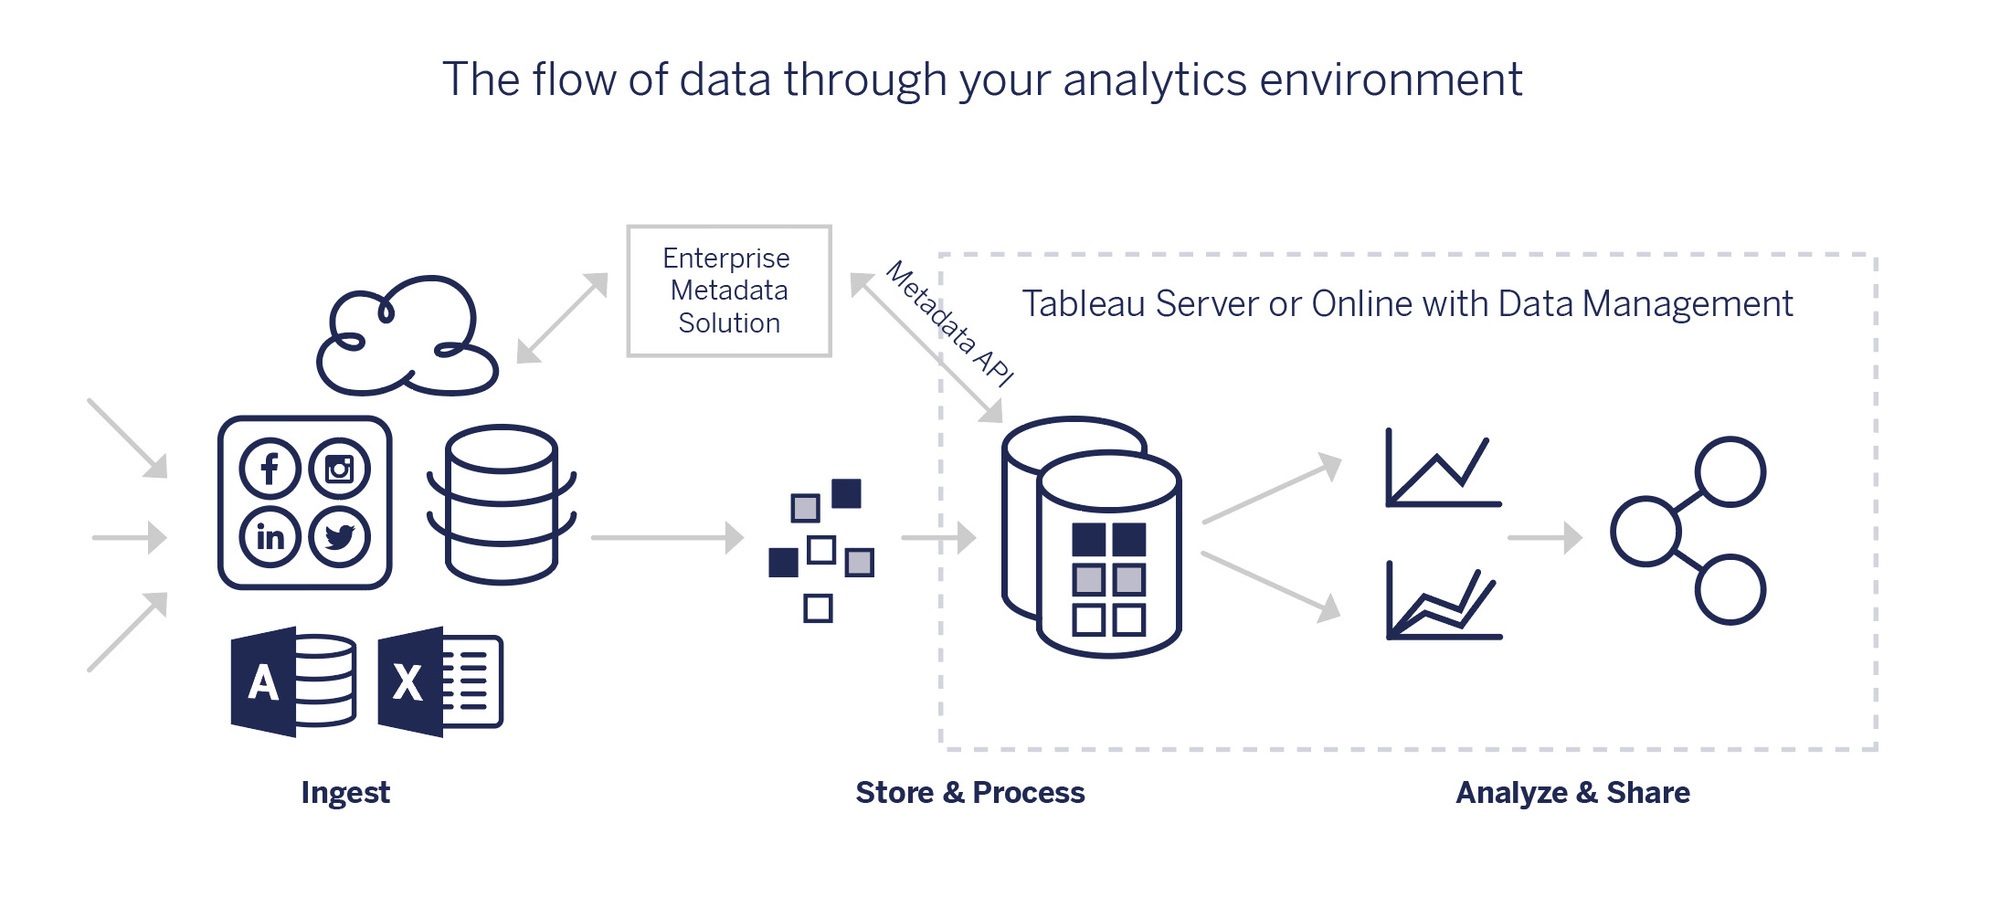 The flow of data through your analytics environment
Enterprise
Metadata
Solution
Metadata API
Tableau Server or Online with Data Management
f
in
A
X
Ingest
Store & Process
Analyze & Share